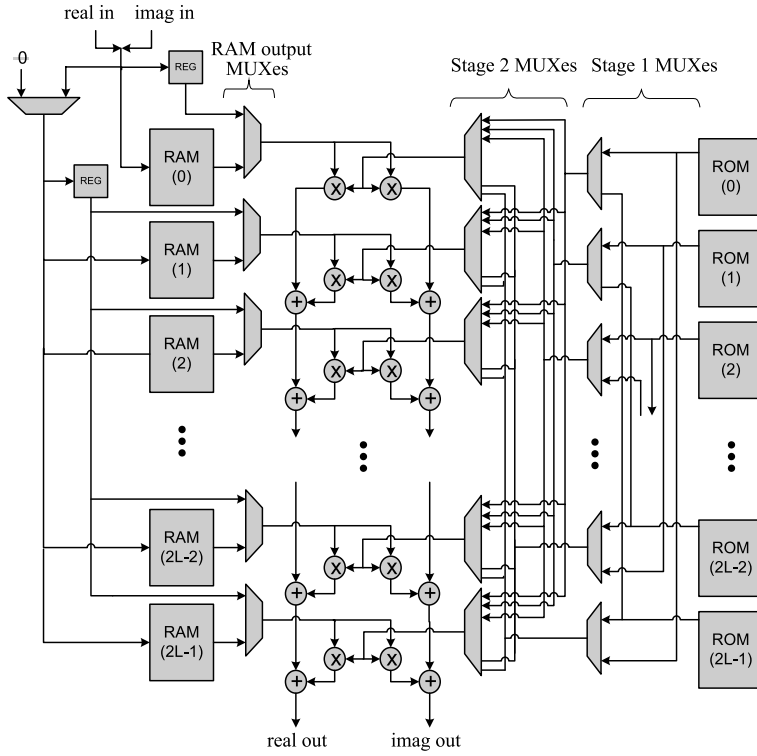 real in
imag in
RAM output
MUXes
Stage 2 MUXes
Stage 1 MUXes
0
REG
REG
RAM
(0)
X
X
ROM
(0)
RAM
(1)
X
X
ROM
(1)
+
+
RAM
(2)
X
X
ROM
(2)
+
+
RAM
(2L-2)
X
X
ROM
(2L-2)
+
+
RAM
(2L-1)
X
X
ROM
(2L-1)
+
+
real out
imag out